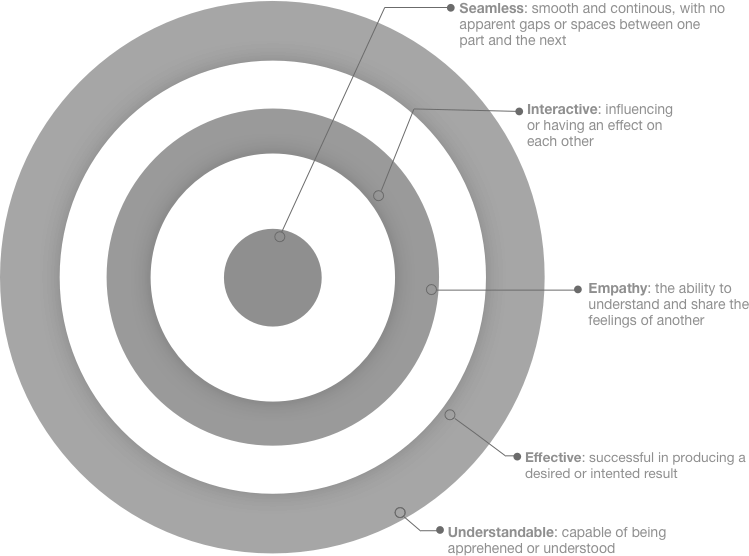 Seamless: smooth and continous, with no
apparent gaps or spaces between one
part and the next
Interactive: influencing
or having an effect on
each other
Empathy: the ability to
understand and share the
feelings of another
Effective: successful in producing a
desired or intented result
Understandable: capable of being
apprehened or understood